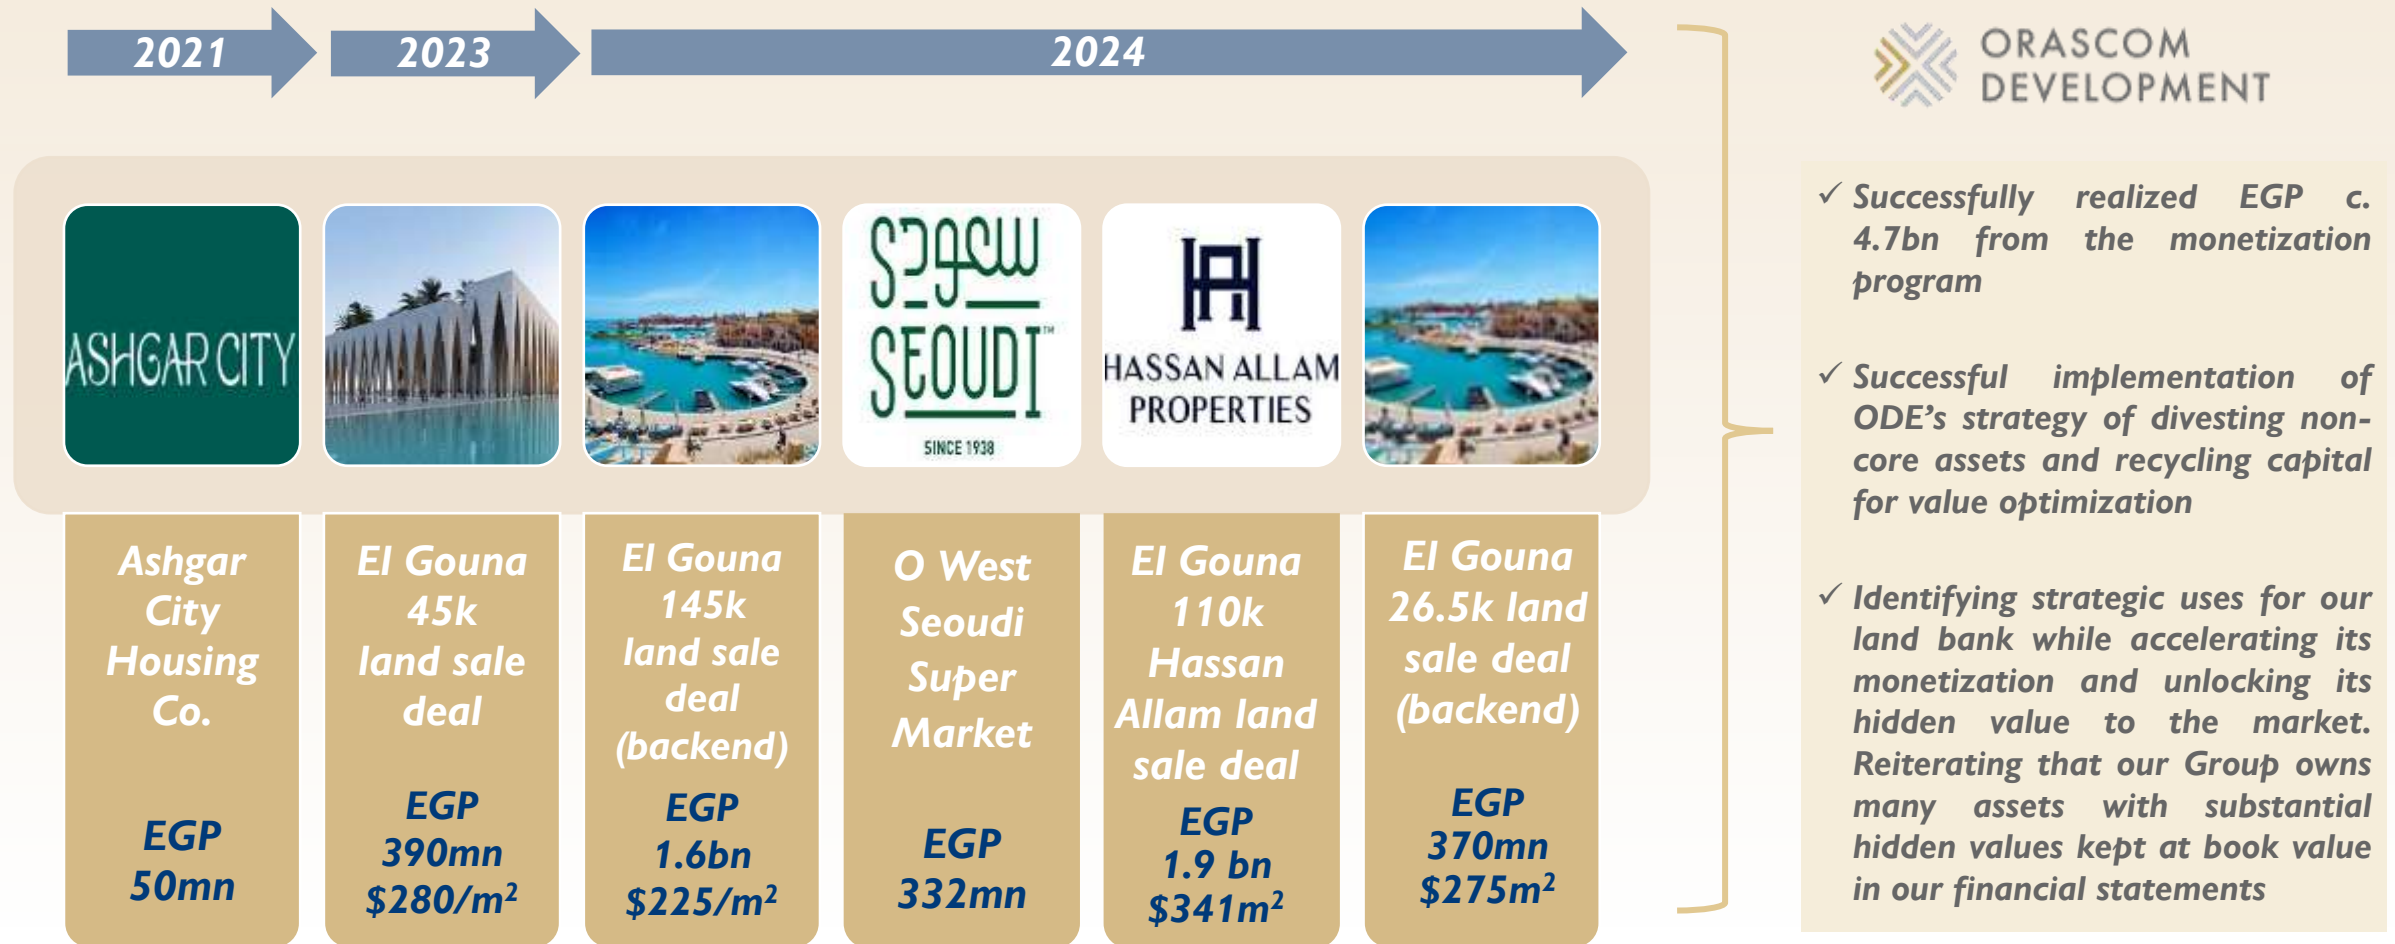 2021
2023
2024
ORASCOM
DEVELOPMENT
ASHGAR CITY
سعودي
SEOUDI™
SINCE 1938
HASSAN ALLAM
PROPERTIES
Ashgar
City
Housing
Co.
EGP
50mn
El Gouna
45k
land sale
deal
EGP
390mn
$280/m²
El Gouna
145k
land sale
deal
(backend)
EGP
1.6bn
$225/m²
O West
Seoudi
Super
Market
EGP
332mn
El Gouna
110k
Hassan
Allam land
sale deal
EGP
1.9 bn
$341m²
El Gouna
26.5k land
sale deal
(backend)
EGP
370mn
$275m²
✓ Successfully realized EGP c.
4.7bn from the monetization
program
✓ Successful implementation of
ODE’s strategy of divesting non-
core assets and recycling capital
for value optimization
✓ Identifying strategic uses for our
land bank while accelerating its
monetization and unlocking its
hidden value to the market.
Reiterating that our Group owns
many assets with substantial
hidden values kept at book value
in our financial statements